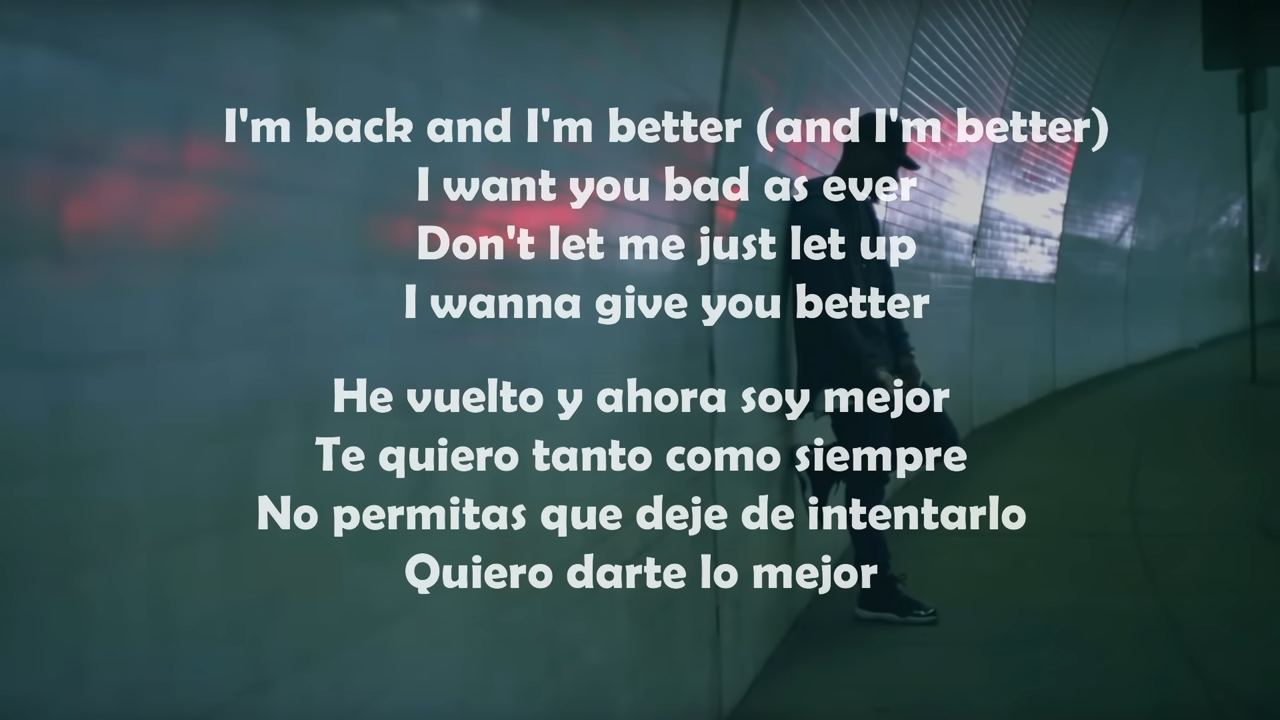 I'm back and I'm better (and I'm better)
I want you bad as ever
Don't let me just let up
I wanna give you better
He vuelto y ahora soy mejor
Te quiero tanto como siempre
No permitas que deje de intentarlo
Quiero darte lo mejor